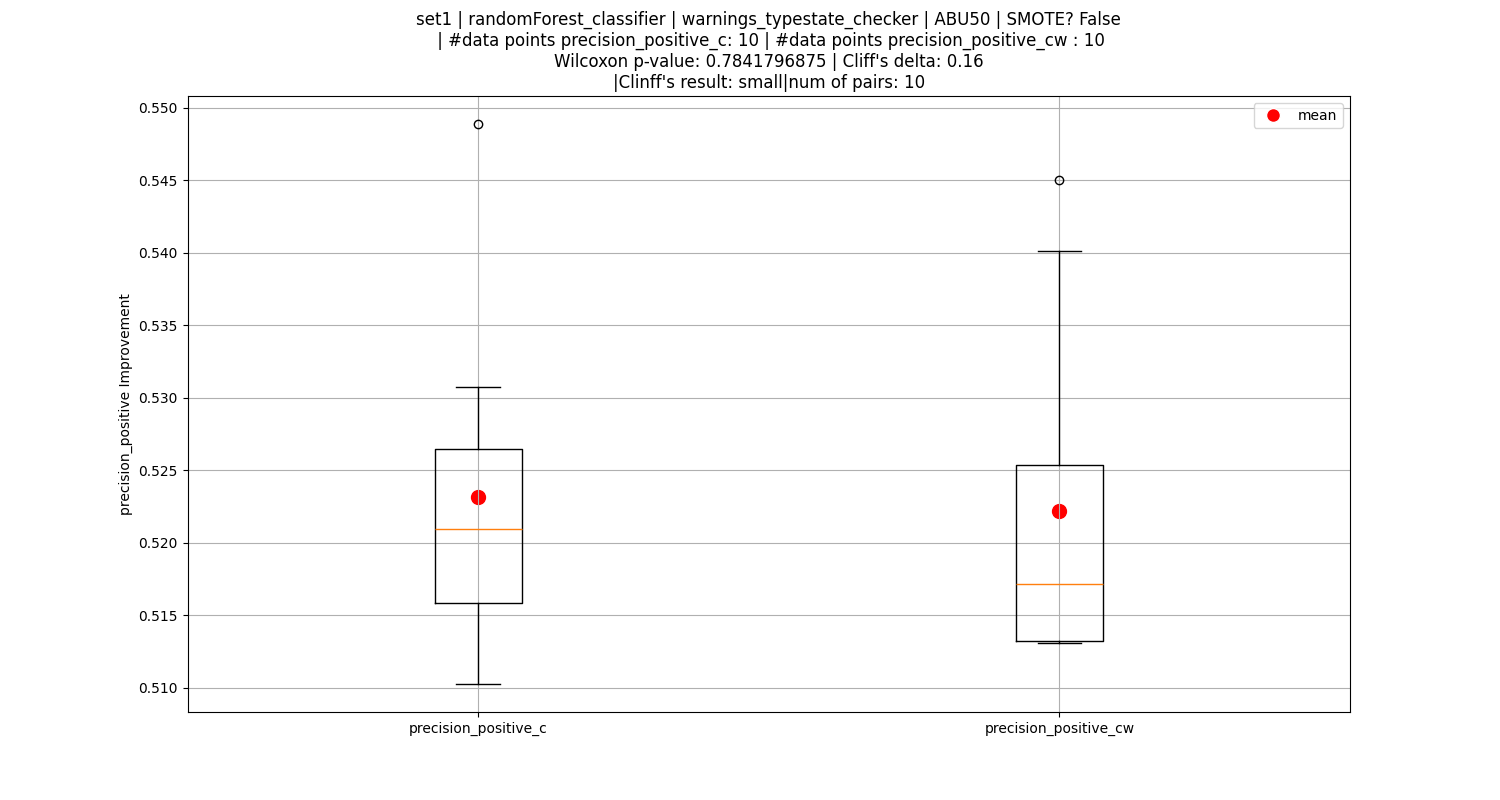 set1 | randomForest_classifier | warnings_typestate_checker | ABU50 | SMOTE? False
| #data points precision_positive_c: 10 | #data points precision_positive_cw : 10
Wilcoxon p-value: 0.7841796875 | Cliff's delta: 0.16
|Clinff's result: small|num of pairs: 10
mean
precision_positive Improvement
0.550
0.545
0.540
0.535
0.530
0.525
0.520
0.515
0.510
precision_positive_c
precision_positive_cw